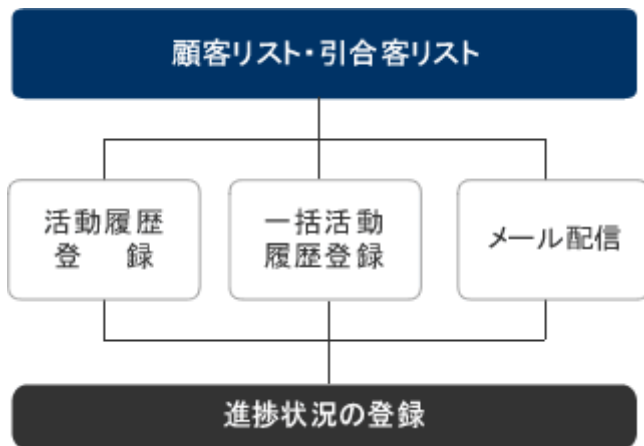 顧客リスト・引合客リスト
活動履歴
登　録
一括活動
履歴登録
メール配信
進捗状況の登録